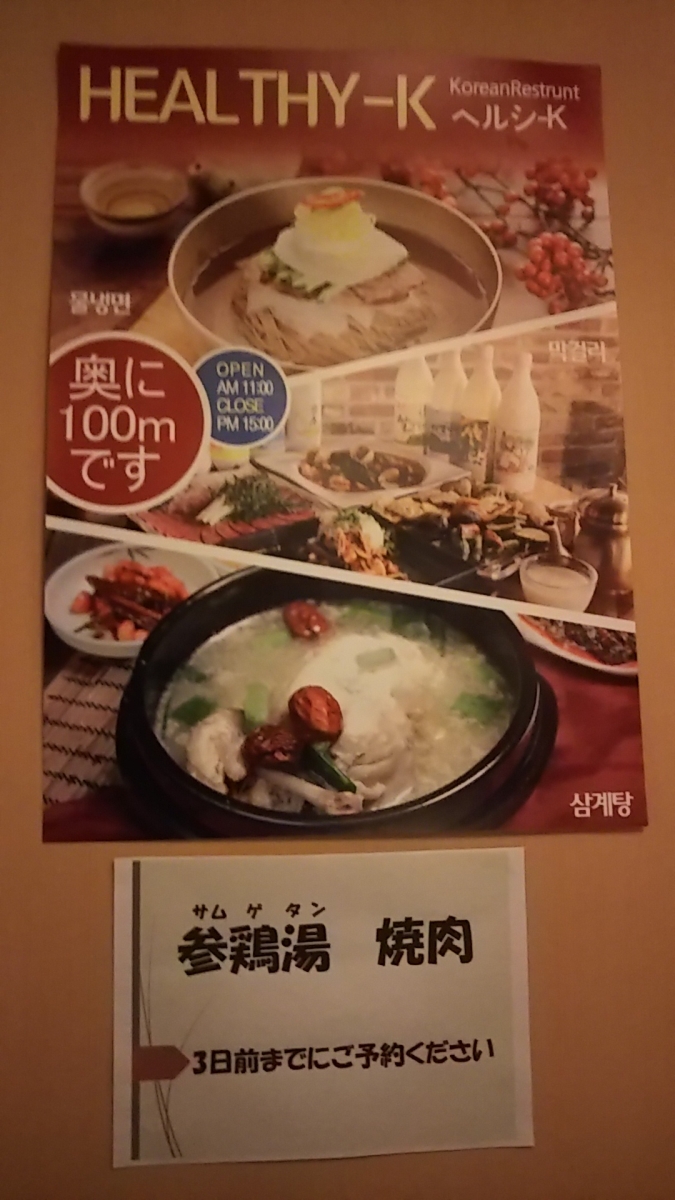 HEALTHY-K
KoreanRestrunt
ヘルシ-K
물냉면
막걸리
奥に
100m
です
OPEN
AM 11:00
CLOSE
PM 15:00
삼계탕
サム ゲ タン
参鶏湯 焼肉
3日前までにご予約ください